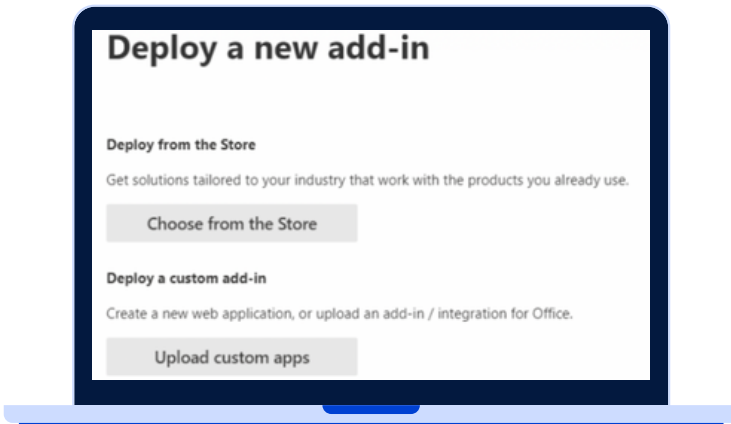 Deploy a new add-in
Deploy from the Store
Get solutions tailored to your industry that work with the products you already use.
Choose from the Store
Deploy a custom add-in
Create a new web application, or upload an add-in / integration for Office.
Upload custom apps